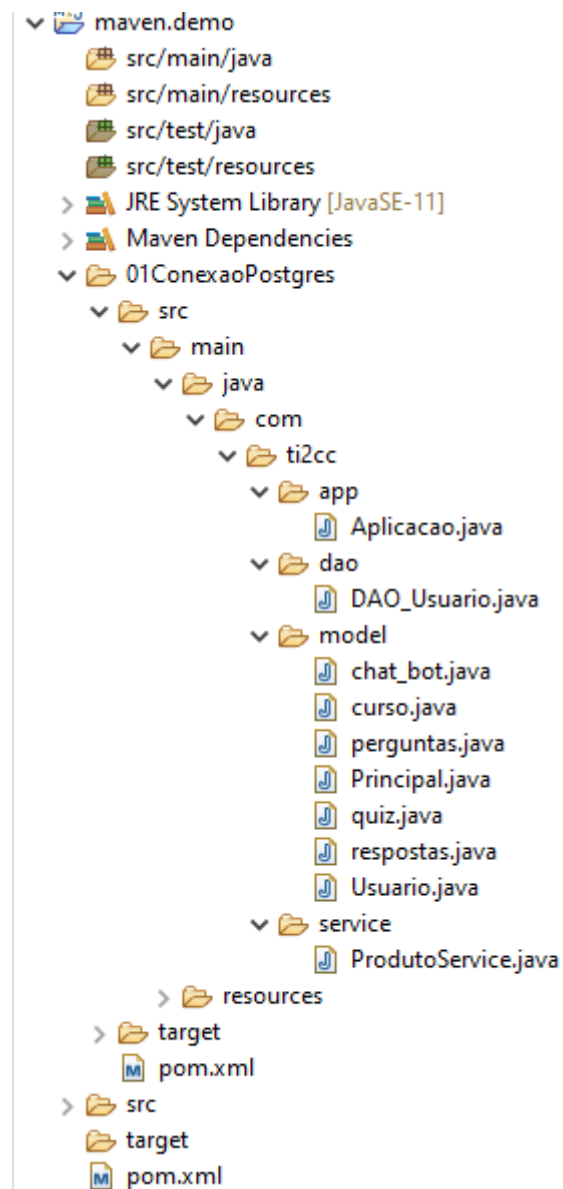 maven.demo
src/main/java
src/main/resources
src/test/java
src/test/resources
JRE System Library [JavaSE-11]
Maven Dependencies
01ConexaoPostgres
src
main
java
com
ti2cc
app
Aplicacao.java
dao
DAO_Usuario.java
model
chat_bot.java
curso.java
perguntas.java
Principal.java
quiz.java
respostas.java
Usuario.java
service
ProdutoService.java
resources
target
pom.xml
src
target
pom.xml